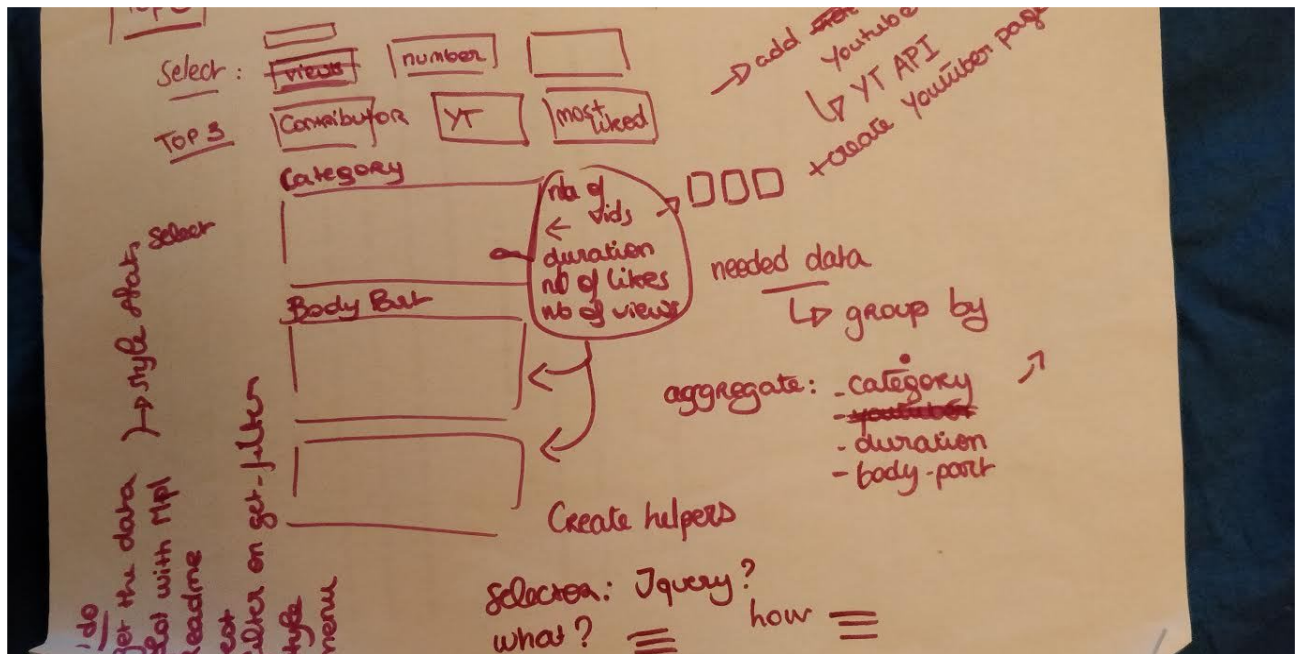 Select : views number
TOP 3 Contributor YT most liked
Category
nb of
vids
duration
nb of likes
nb of views
Body Part
→ add
Youtube
↳ YT API
+ create youtuber page
needed data
↳ group by
aggregate: - category
- youtuber
- duration
- body-part
Create helpers
selector: Jquery?
what?
how
do
get the data → style stat, select
Plot with Mpl
readme
filter on get-filter
style
menu